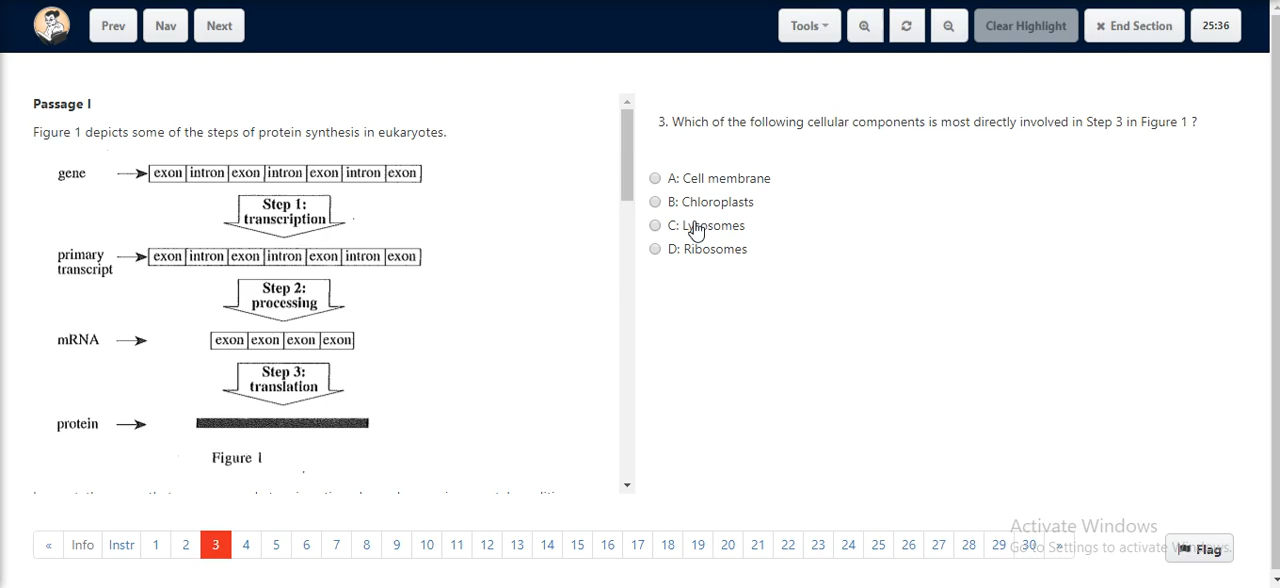 Prev Nav Next Tools Clear Highlight ✖ End Section 25:36
Passage I
Figure 1 depicts some of the steps of protein synthesis in eukaryotes.
gene exon intron exon intron exon intron exon
Step 1:
transcription
primary
transcript
exon intron exon intron exon intron exon
Step 2:
processing
mRNA exon exon exon exon
Step 3:
translation
protein
Figure 1
3. Which of the following cellular components is most directly involved in Step 3 in Figure 1 ?
A: Cell membrane
B: Chloroplasts
C: Lysosomes
D: Ribosomes
« Info Instr 1 2 3 4 5 6 7 8 9 10 11 12 13 14 15 16 17 18 19 20 21 22 23 24 25 26 27 28 29 30 »
Activate Windows
Go to Settings to activate Windows.
Flag